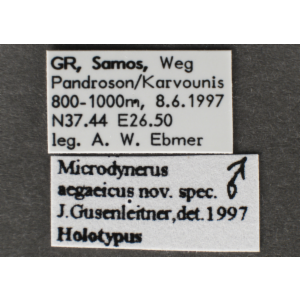 GR, Samos, Weg
Pandroson/Karvounis
800-1000m, 8.6.1997
N37.44 E26.50
leg. A. W. Ebmer
Microdynerus ♂
aegaeicus nov. spec.
J.Gusenleitner,det.1997
Holotypus